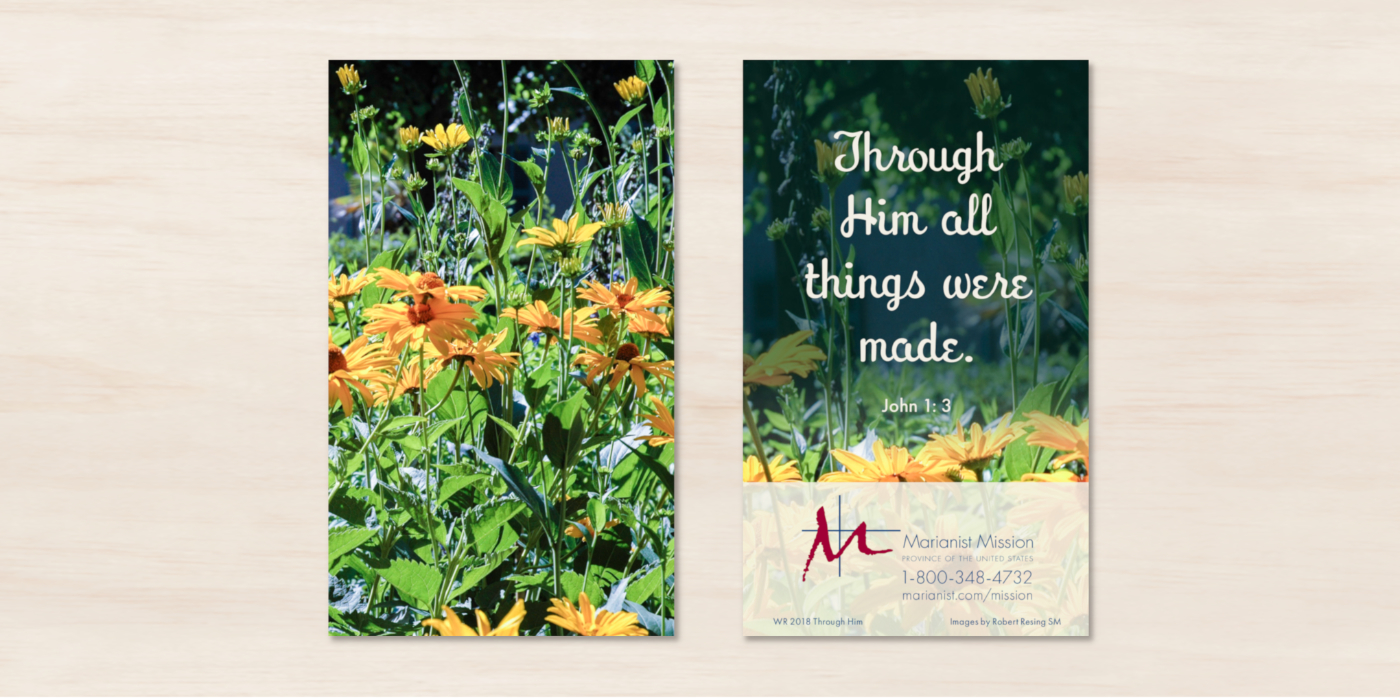 Through
Him all
things were
made.
John 1: 3
Marianist Mission
PROVINCE OF THE UNITED STATES
1-800-348-4732
marianist.com/mission
WR 2018 Through Him
Images by Robert Resing SM